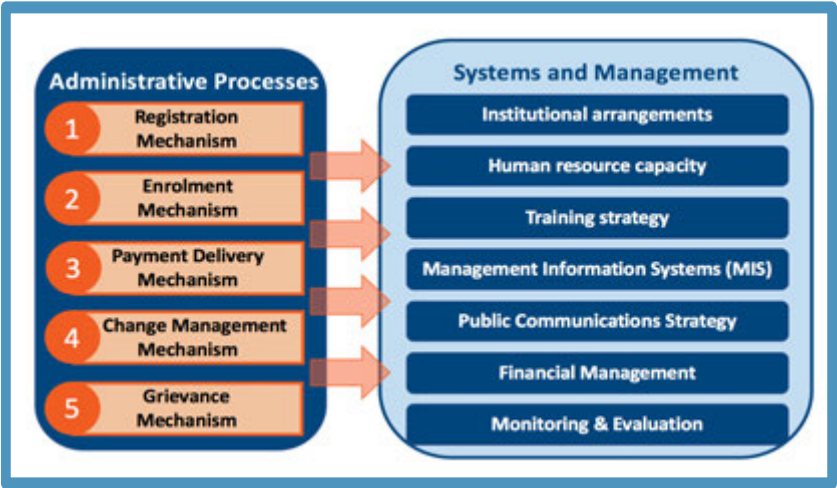 Administrative Processes
1
Registration
Mechanism
2
Enrolment
Mechanism
3
Payment Delivery
Mechanism
4
Change Management
Mechanism
5
Grievance
Mechanism
Systems and Management
Institutional arrangements
Human resource capacity
Training strategy
Management Information Systems (MIS)
Public Communications Strategy
Financial Management
Monitoring & Evaluation